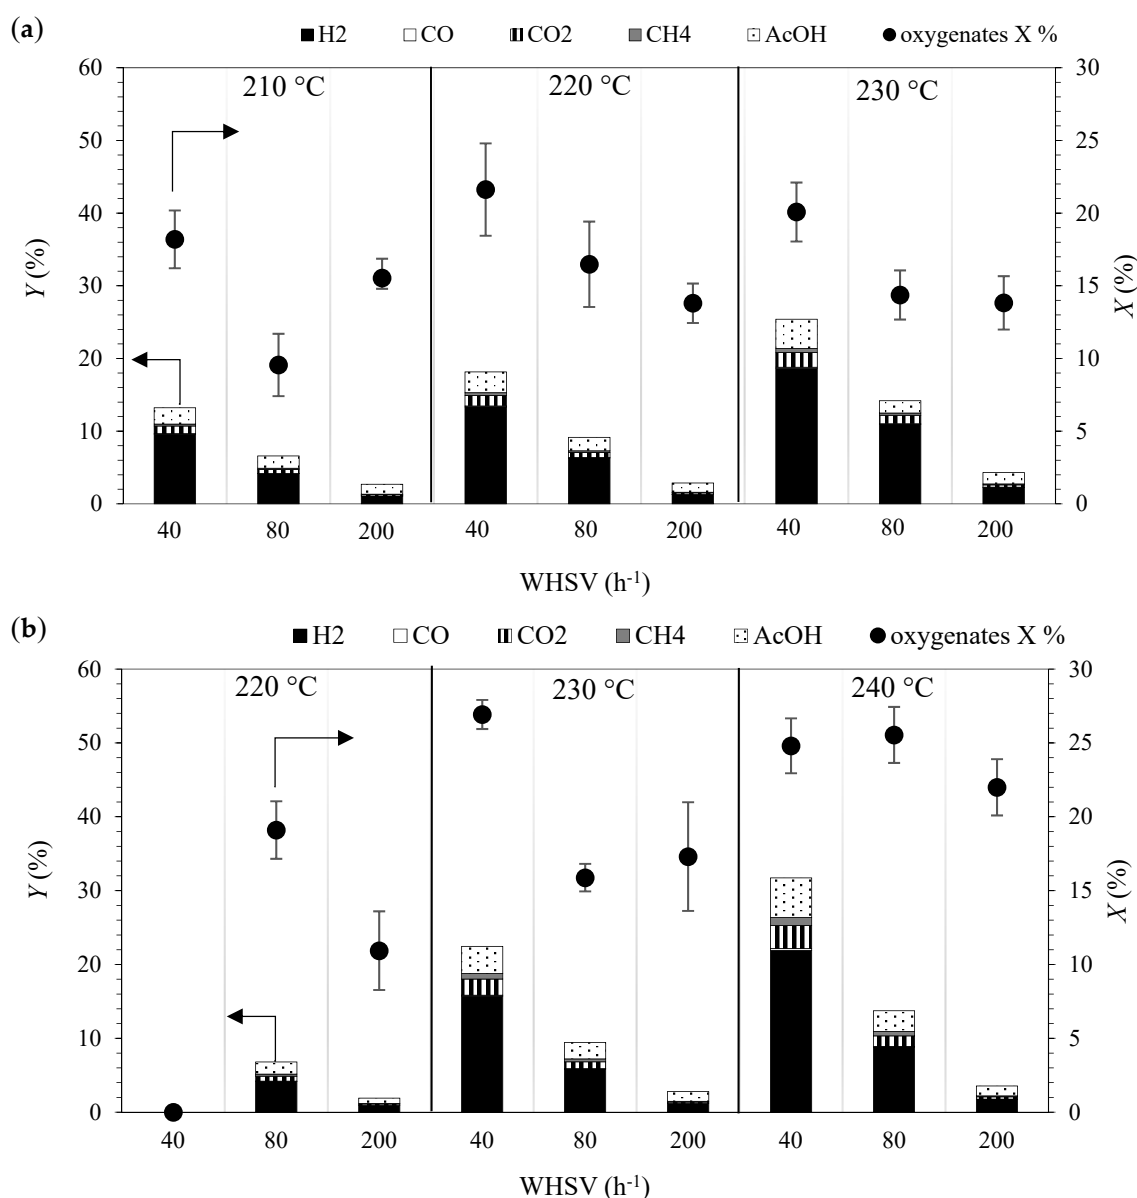 (a)
H2 CO CO2 CH4 AcOH oxygenates X %
60 30
210 °C 220 °C 230 °C
50 25
40 20
Y (%) X (%)
30 15
20 10
10 5
0 0
40 80 200 40 80 200 40 80 200
WHSV (h-1)
(b)
H2 CO CO2 CH4 AcOH oxygenates X %
60 30
220 °C 230 °C 240 °C
50 25
40 20
Y (%) X (%)
30 15
20 10
10 5
0 0
40 80 200 40 80 200 40 80 200
WHSV (h-1)